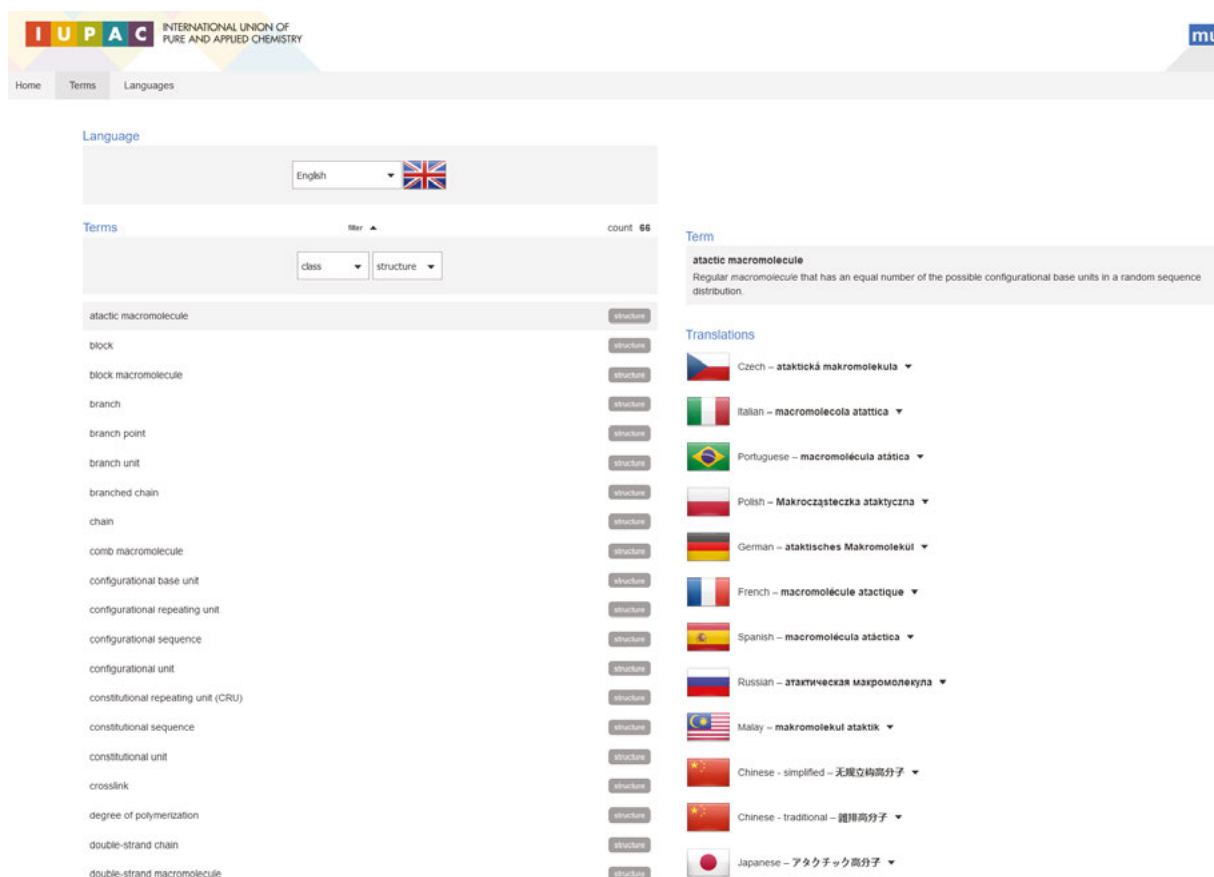 IUPAC
INTERNATIONAL UNION OF
PURE AND APPLIED CHEMISTRY
mu
Home Terms Languages
Language
English
Terms filter count 66
class structure
atactic macromolecule structure
block structure
block macromolecule structure
branch structure
branch point structure
branch unit structure
branched chain structure
chain structure
comb macromolecule structure
configurational base unit structure
configurational repeating unit structure
configurational sequence structure
configurational unit structure
constitutional repeating unit (CRU) structure
constitutional sequence structure
constitutional unit structure
crosslink structure
degree of polymerization structure
double-strand chain structure
double-strand macromolecule structure
Term
atactic macromolecule
Regular macromolecule that has an equal number of the possible configurational base units in a random sequence
distribution.
Translations
Czech – ataktická makromolekula
Italian – macromolecola atattica
Portuguese – macromolécula atática
Polish – Makrocząsteczka ataktyczna
German – ataktisches Makromolekül
French – macromolécule atactique
Spanish – macromolécula atáctica
Russian – атактическая макромолекула
Malay – makromolekul ataktik
Chinese - simplified – 无规立构高分子
Chinese - traditional – 雜排高分子
Japanese – アタクチック高分子